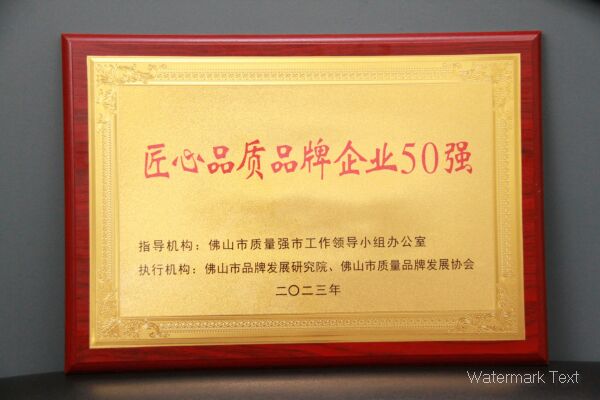 匠心品质品牌企业50强
指导机构：佛山市质量强市工作领导小组办公室
执行机构：佛山市品牌发展研究院、佛山市质量品牌发展协会
二〇二三年
Watermark Text